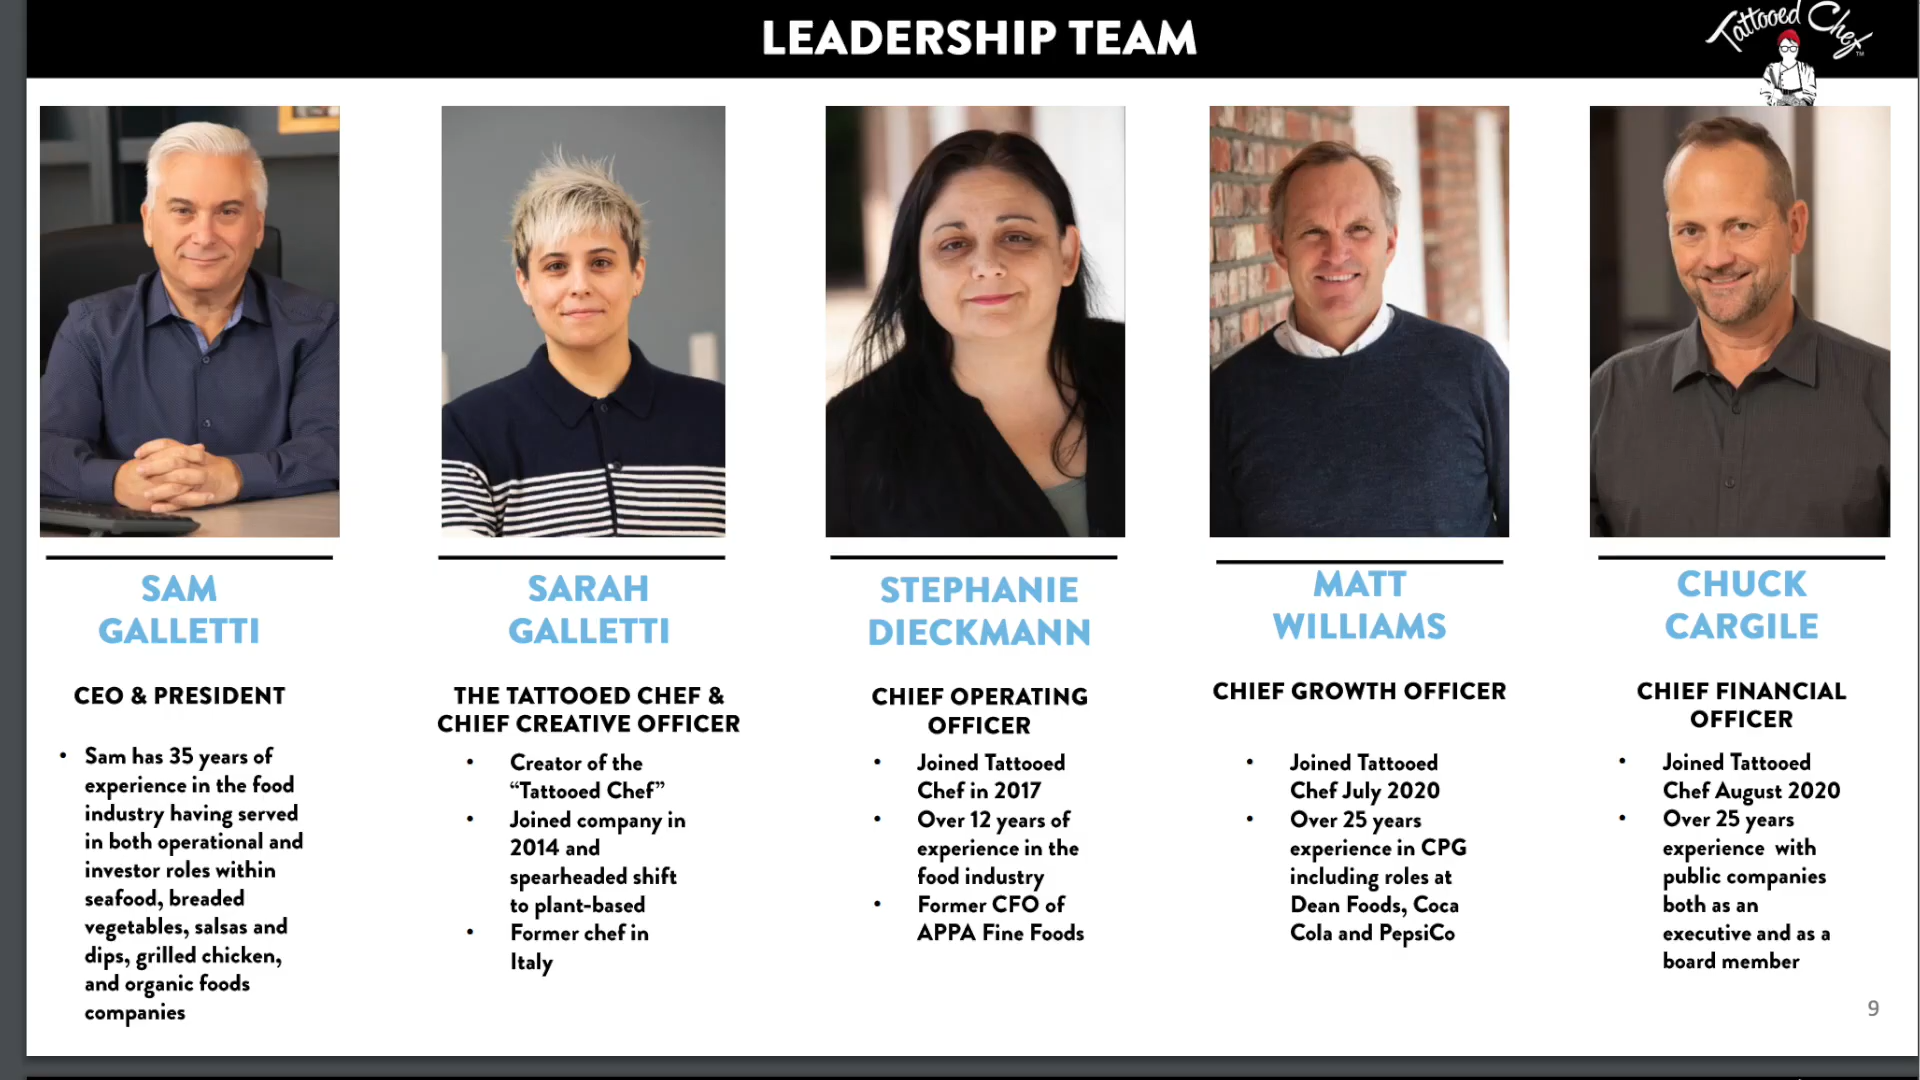 LEADERSHIP TEAM
Tattooed Chef™
SAM
GALLETTI
CEO & PRESIDENT
• Sam has 35 years of
experience in the food
industry having served
in both operational and
investor roles within
seafood, breaded
vegetables, salsas and
dips, grilled chicken,
and organic foods
companies
SARAH
GALLETTI
THE TATTOOED CHEF &
CHIEF CREATIVE OFFICER
• Creator of the
“Tattooed Chef”
• Joined company in
2014 and
spearheaded shift
to plant-based
• Former chef in
Italy
STEPHANIE
DIECKMANN
CHIEF OPERATING
OFFICER
• Joined Tattooed
Chef in 2017
• Over 12 years of
experience in the
food industry
• Former CFO of
APPA Fine Foods
MATT
WILLIAMS
CHIEF GROWTH OFFICER
• Joined Tattooed
Chef July 2020
• Over 25 years
experience in CPG
including roles at
Dean Foods, Coca
Cola and PepsiCo
CHUCK
CARGILE
CHIEF FINANCIAL
OFFICER
• Joined Tattooed
Chef August 2020
• Over 25 years
experience with
public companies
both as an
executive and as a
board member
9